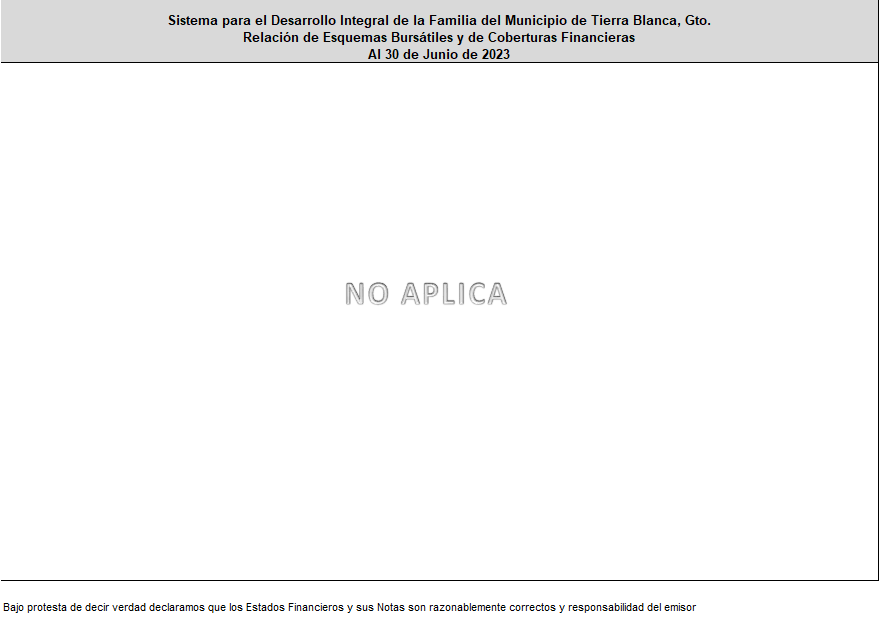 Sistema para el Desarrollo Integral de la Familia del Municipio de Tierra Blanca, Gto.
Relación de Esquemas Bursátiles y de Coberturas Financieras
Al 30 de Junio de 2023
NO APLICA
Bajo protesta de decir verdad declaramos que los Estados Financieros y sus Notas son razonablemente correctos y responsabilidad del emisor